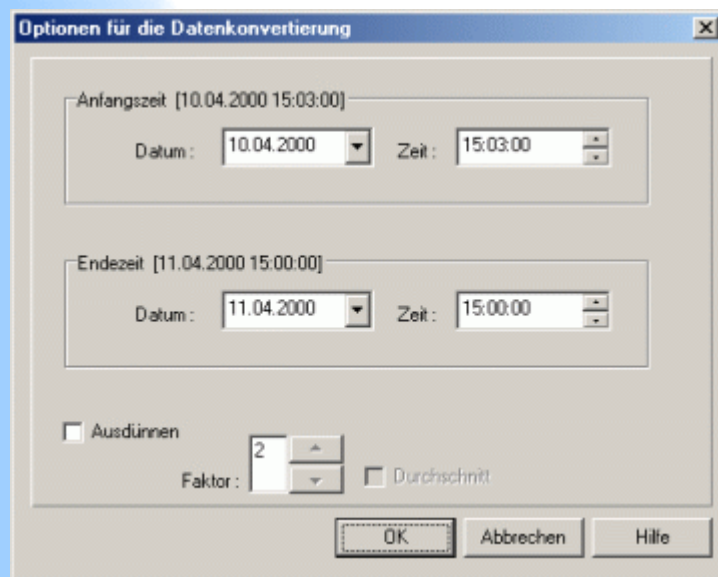 Optionen für die Datenkonvertierung
Anfangszeit [10.04.2000 15:03:00]
Datum : 10.04.2000 Zeit : 15:03:00
Endezeit [11.04.2000 15:00:00]
Datum : 11.04.2000 Zeit : 15:00:00
Ausdünnen
Faktor : 2 Durchschnitt
OK Abbrechen Hilfe